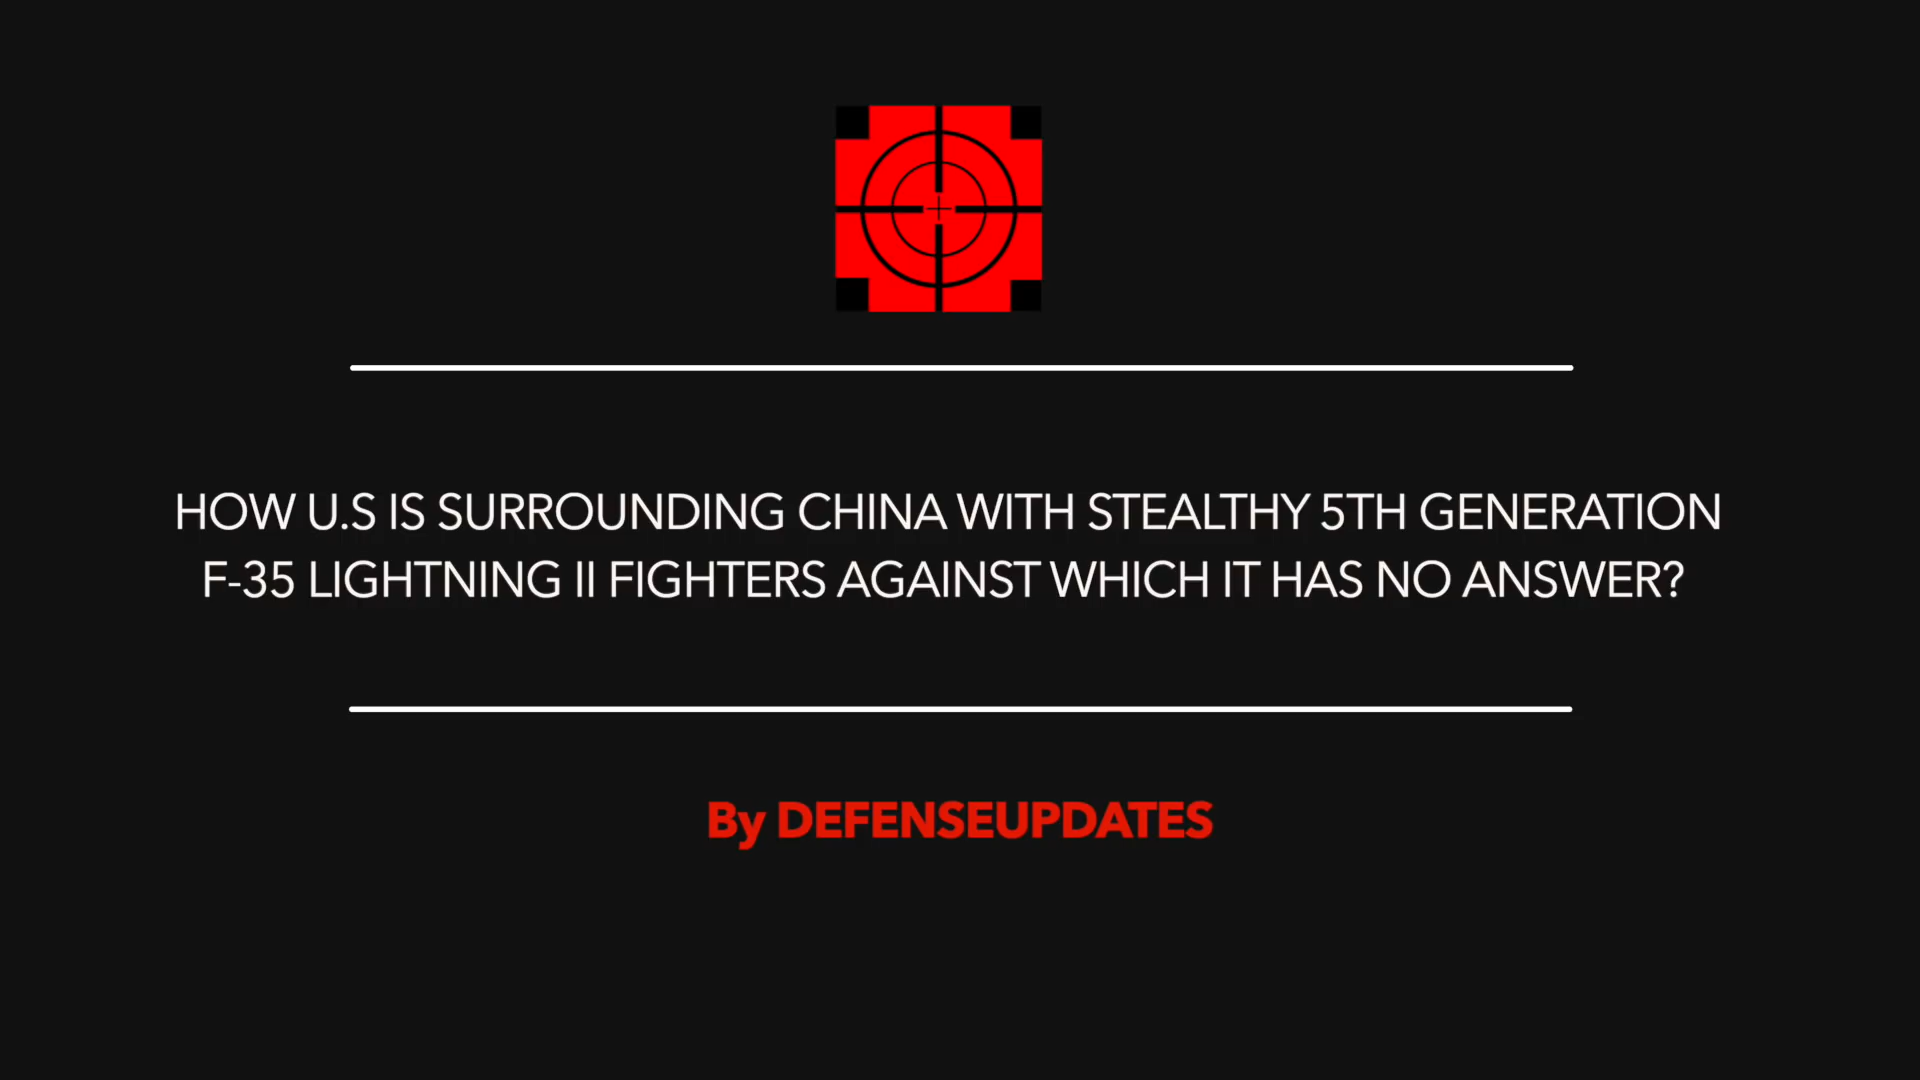 HOW U.S IS SURROUNDING CHINA WITH STEALTHY 5TH GENERATION
F-35 LIGHTNING II FIGHTERS AGAINST WHICH IT HAS NO ANSWER?
By DEFENSEUPDATES